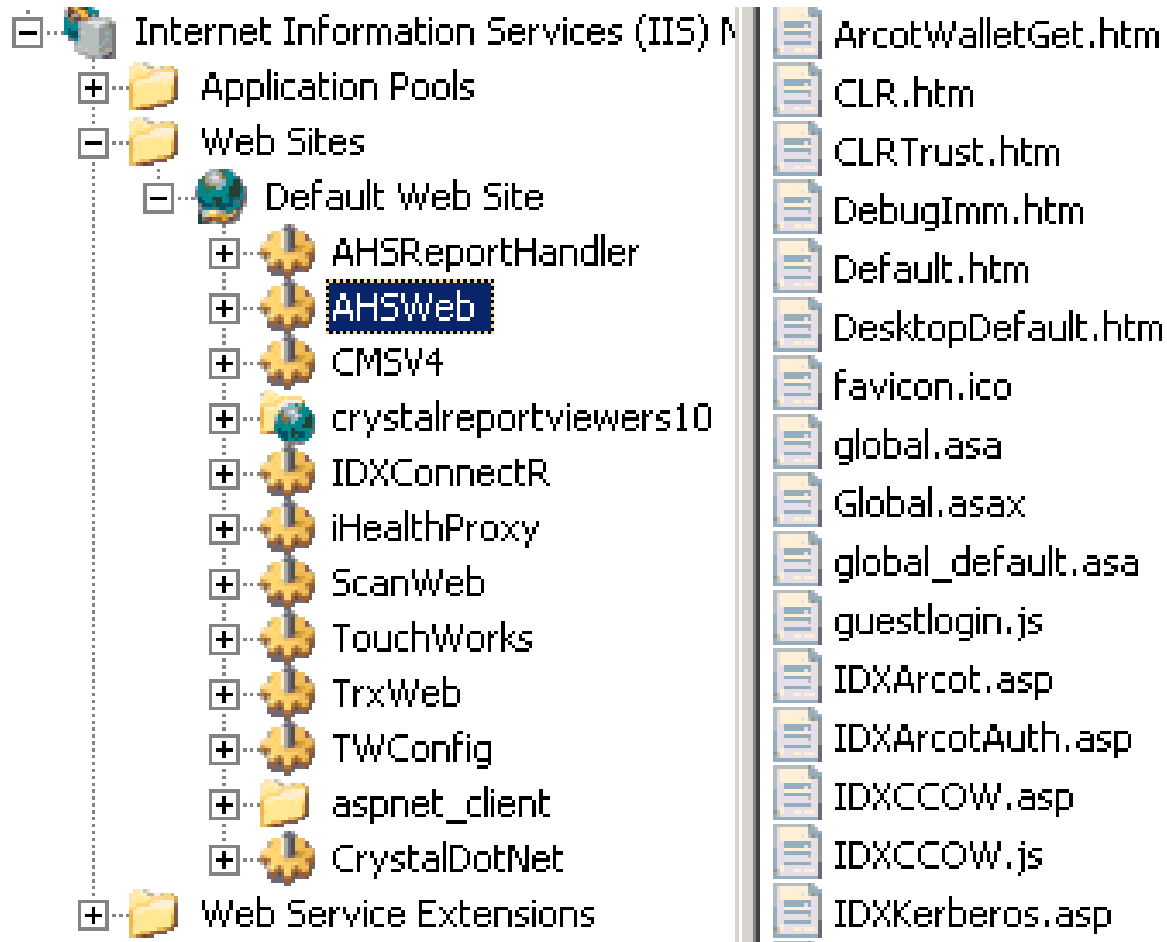 Internet Information Services (IIS) M
Application Pools
Web Sites
Default Web Site
AHSReportHandler
AHSWeb
CMSV4
crystalreportviewers10
IDXConnectR
iHealthProxy
ScanWeb
TouchWorks
TrxWeb
TWConfig
aspnet_client
CrystalDotNet
Web Service Extensions
ArcotWalletGet.htm
CLR.htm
CLRTrust.htm
DebugImm.htm
Default.htm
DesktopDefault.htm
favicon.ico
global.asa
Global.asax
global_default.asa
guestlogin.js
IDXArcot.asp
IDXArcotAuth.asp
IDXCCOW.asp
IDXCCOW.js
IDXKerberos.asp